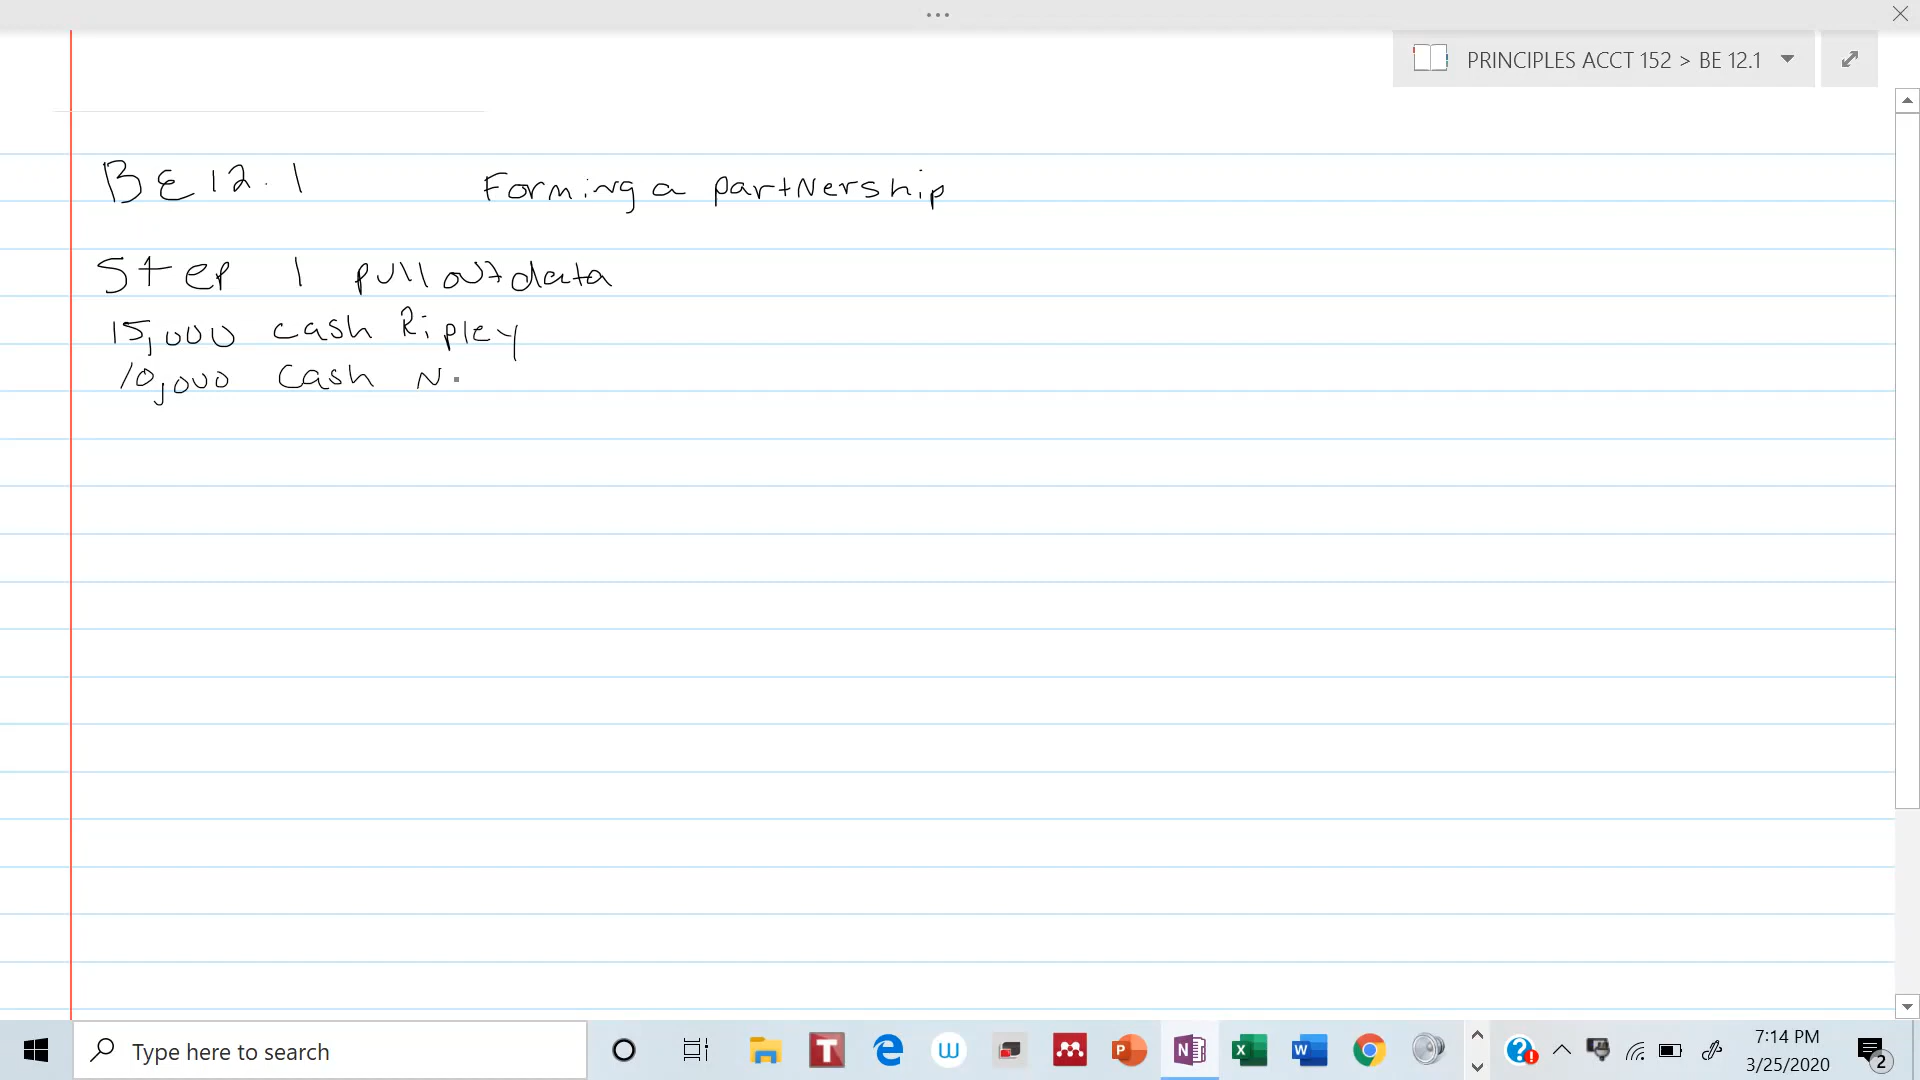 PRINCIPLES ACCT 152 > BE 12.1
BE 12.1 Forming a partNership
Step 1 pull out data
15,000 cash Ripley
10,000 cash N
Type here to search
7:14 PM
3/25/2020
2